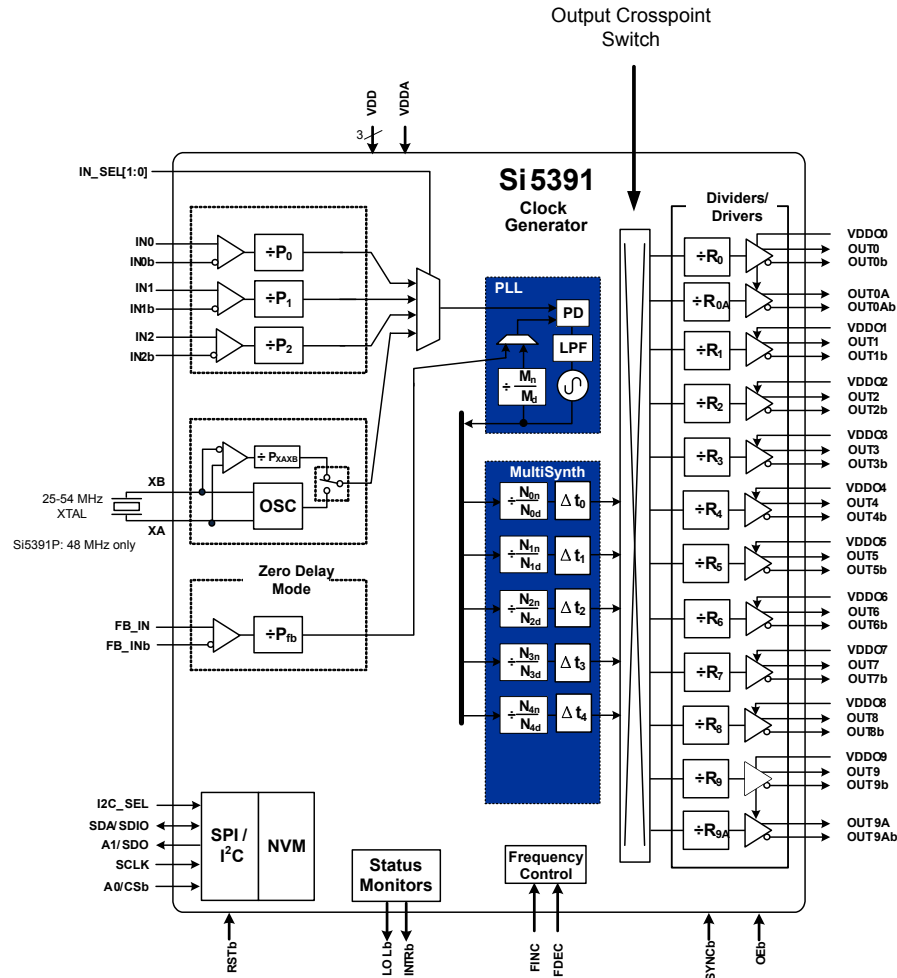 Output Crosspoint
Switch
VDD
VDDA
3
IN_SEL[1:0]
Si5391
Clock
Generator
Dividers/
Drivers
IN0
IN0b
÷P0
IN1
IN1b
÷P1
IN2
IN2b
÷P2
PLL
PD
LPF
÷ Mn
Md
XB
25-54 MHz
XTAL
XA
Si5391P: 48 MHz only
÷ PXAXB
OSC
Zero Delay
Mode
FB_IN
FB_INb
÷Pfb
MultiSynth
÷ N0n
N0d
Δ t0
÷ N1n
N1d
Δ t1
÷ N2n
N2d
Δ t2
÷ N3n
N3d
Δ t3
÷ N4n
N4d
Δ t4
÷R0
VDDO0
OUT0
OUT0b
÷R0A
OUT0A
OUT0Ab
÷R1
VDDO1
OUT1
OUT1b
÷R2
VDDO2
OUT2
OUT2b
÷R3
VDDO3
OUT3
OUT3b
÷R4
VDDO4
OUT4
OUT4b
÷R5
VDDO5
OUT5
OUT5b
÷R6
VDDO6
OUT6
OUT6b
÷R7
VDDO7
OUT7
OUT7b
÷R8
VDDO8
OUT8
OUT8b
÷R9
VDDO9
OUT9
OUT9b
÷R9A
OUT9A
OUT9Ab
I2C_SEL
SDA/SDIO
A1/SDO
SCLK
A0/CSb
SPI /
I²C
NVM
Status
Monitors
Frequency
Control
RSTb
LOLb
INTRb
FINC
FDEC
SYNCb
OEb